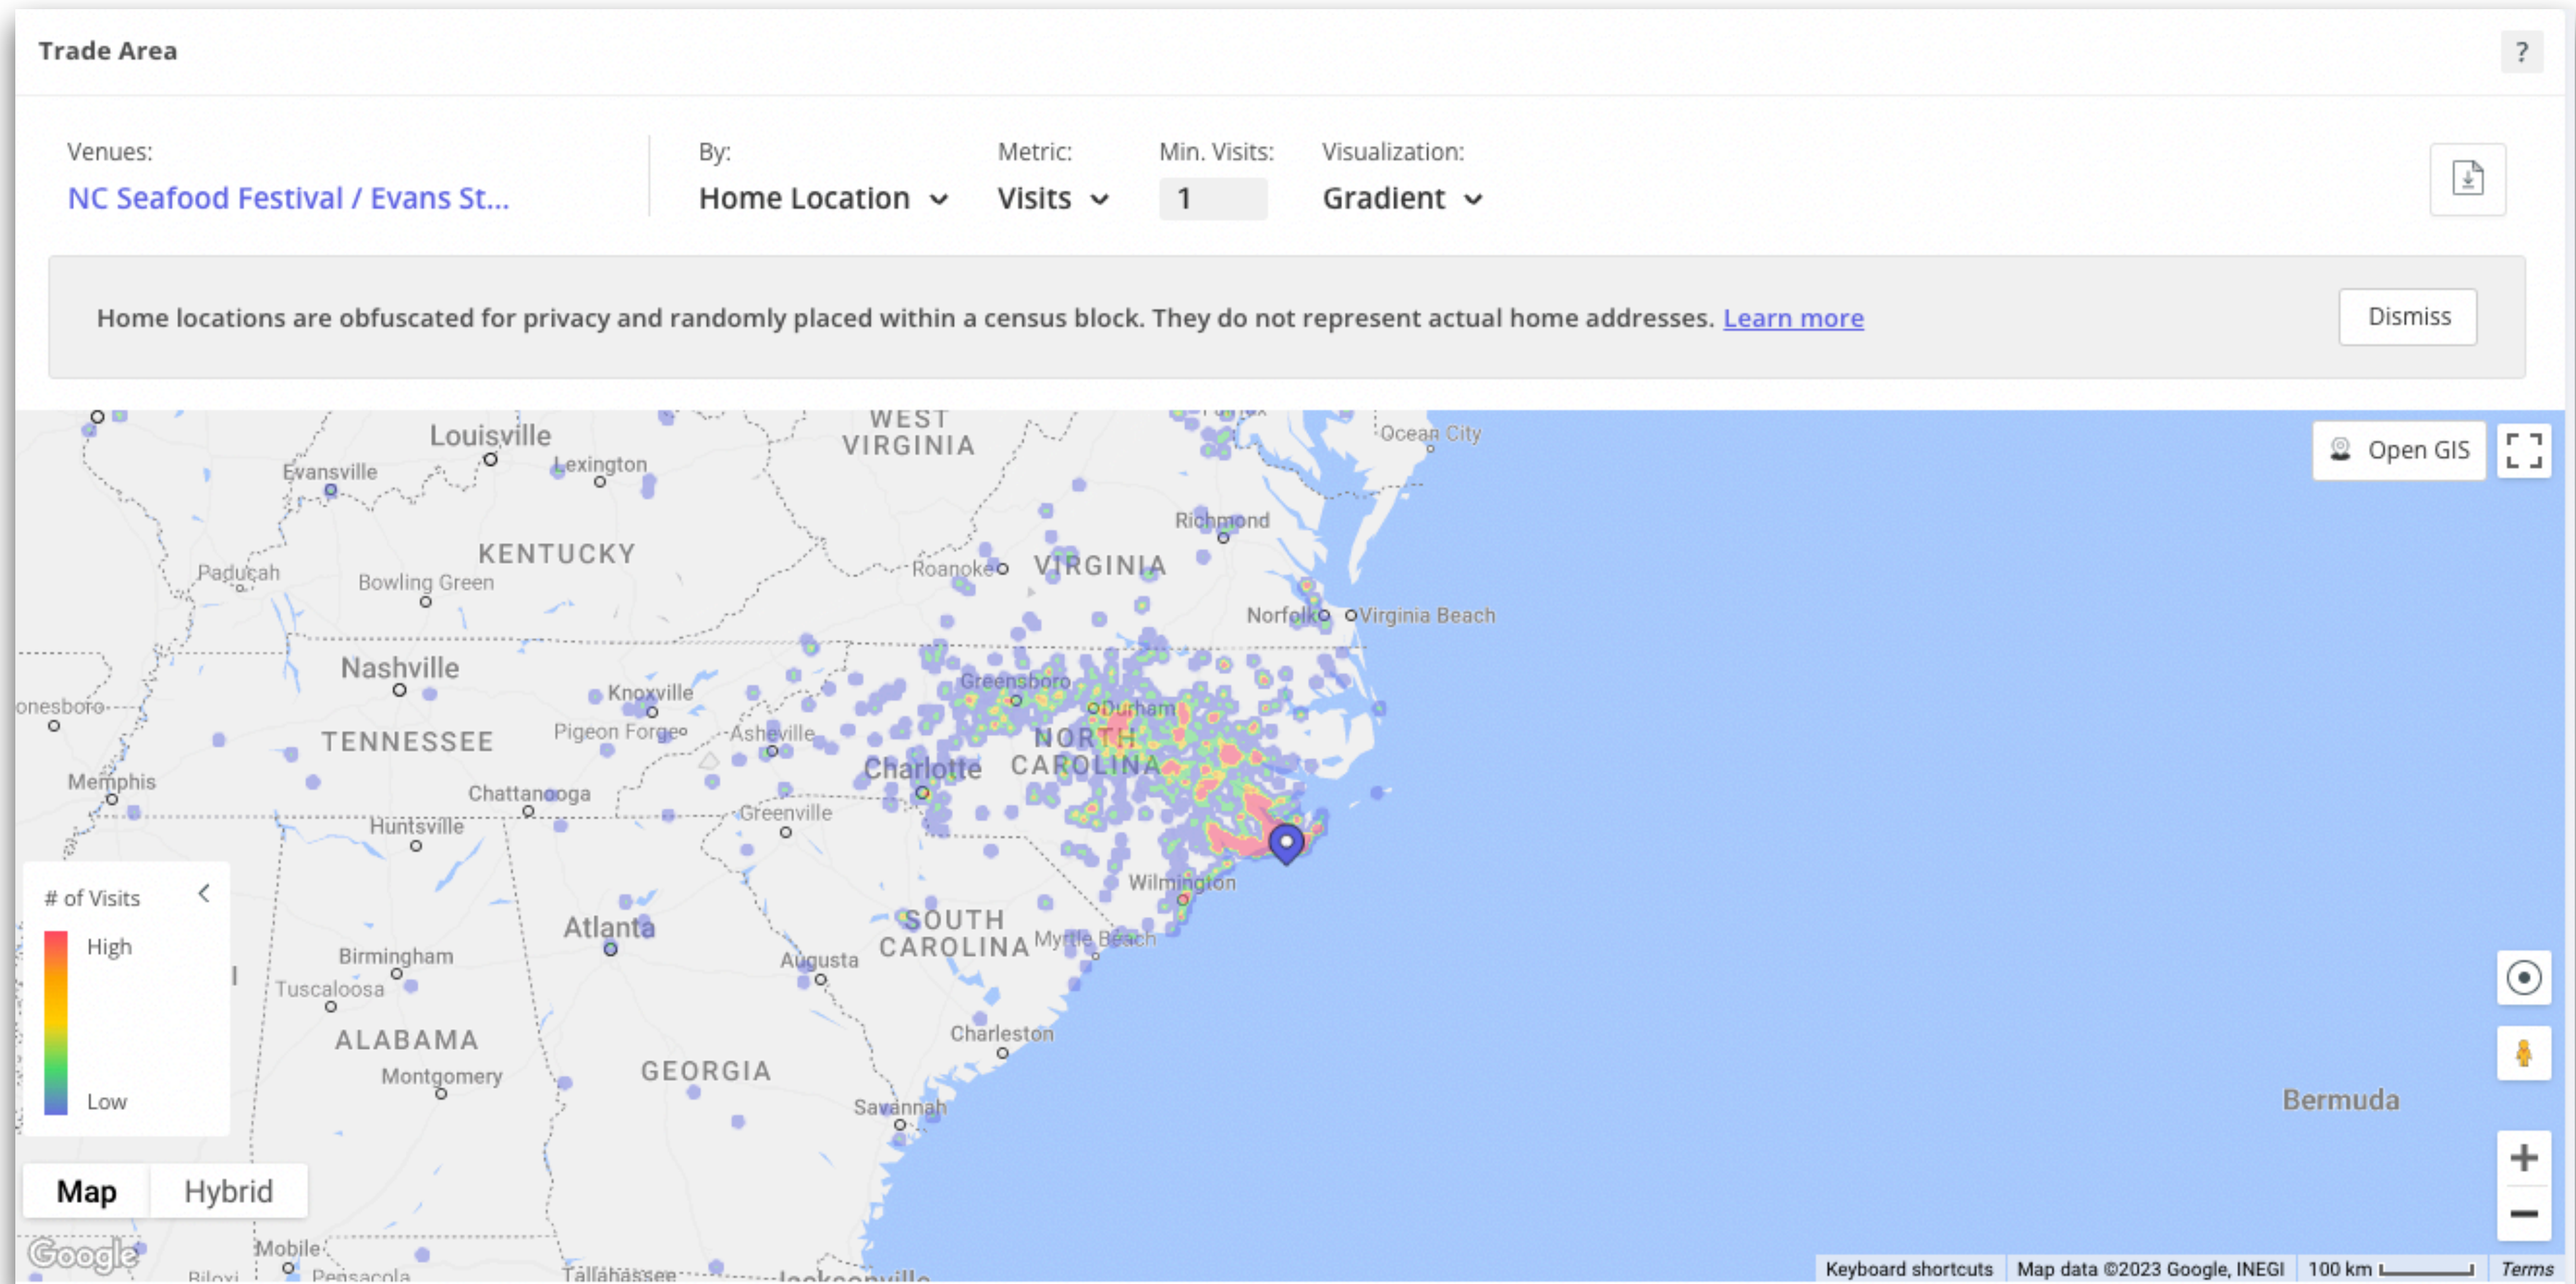 Trade Area
?
Venues:
By:
Metric:
Min. Visits:
Visualization:
NC Seafood Festival / Evans St...
Home Location
Visits
1
Gradient
Home locations are obfuscated for privacy and randomly placed within a census block. They do not represent actual home addresses. Learn more
Dismiss
WEST
VIRGINIA
Louisville
Ocean City
Open GIS
Evansville
Lexington
Richmond
KENTUCKY
Paducah
Roanoke
VIRGINIA
Bowling Green
Norfolk
Virginia Beach
Nashville
Greensboro
Knoxville
onesboro
Durham
Pigeon Forge
Asheville
TENNESSEE
NORTH
CAROLINA
Charlotte
Memphis
Chattanooga
Greenville
Huntsville
Wilmington
# of Visits
High
Low
Atlanta
SOUTH
CAROLINA
Myrtle Beach
Birmingham
Augusta
Tuscaloosa
Charleston
ALABAMA
GEORGIA
Montgomery
Bermuda
Savannah
Map
Hybrid
Google
Mobile
Biloxi
Pensacola
Tallahassee
Jacksonville
Keyboard shortcuts
Map data ©2023 Google, INEGI
100 km
Terms